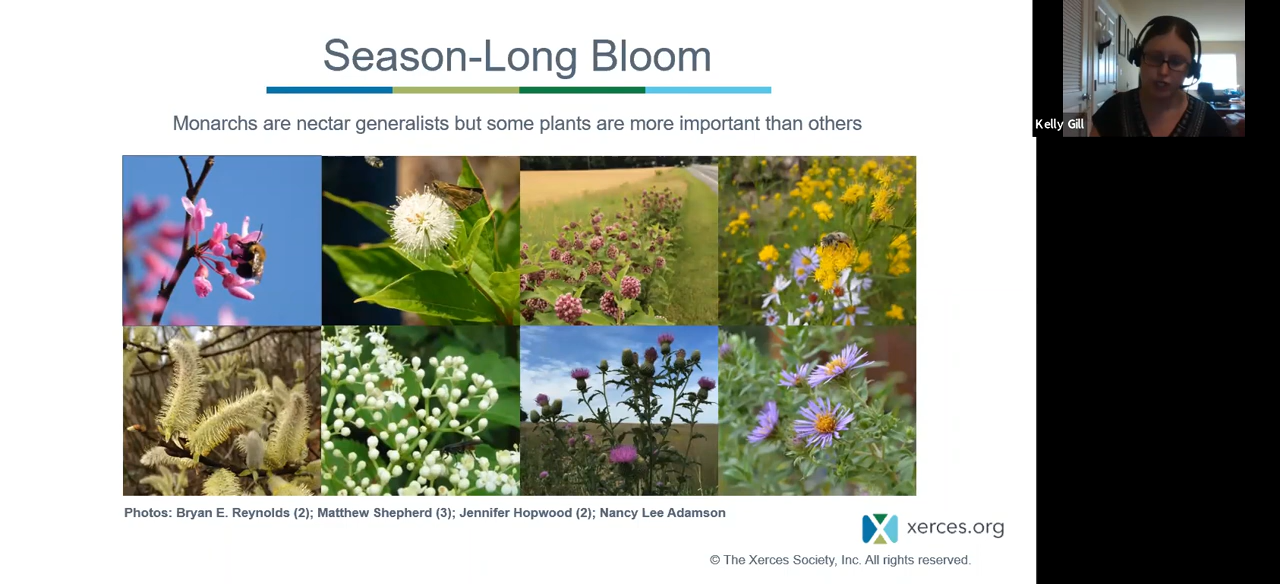 Season-Long Bloom
Monarchs are nectar generalists but some plants are more important than others
Kelly Gill
Photos: Bryan E. Reynolds (2); Matthew Shepherd (3); Jennifer Hopwood (2); Nancy Lee Adamson
xerces.org
© The Xerces Society, Inc. All rights reserved.